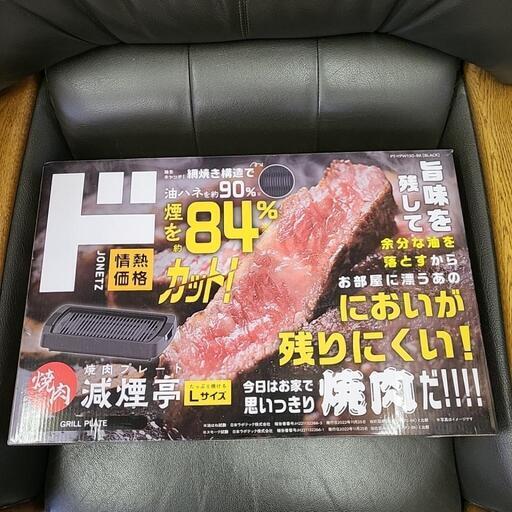 PT-YPW15D-BK [BLACK]
ド
JONETZ
情熱
価格
網焼き構造で
油ハネを約90%
煙を約84%
カット!
旨味を
残して
余分な油を
落とすから
お部屋に漂うあの
においが
残りにくい!
焼肉
焼肉プレート
減煙亭
たっぷり焼ける
Lサイズ
GRILL PLATE
今日はお家で
思いっきり
焼肉だ!!!!